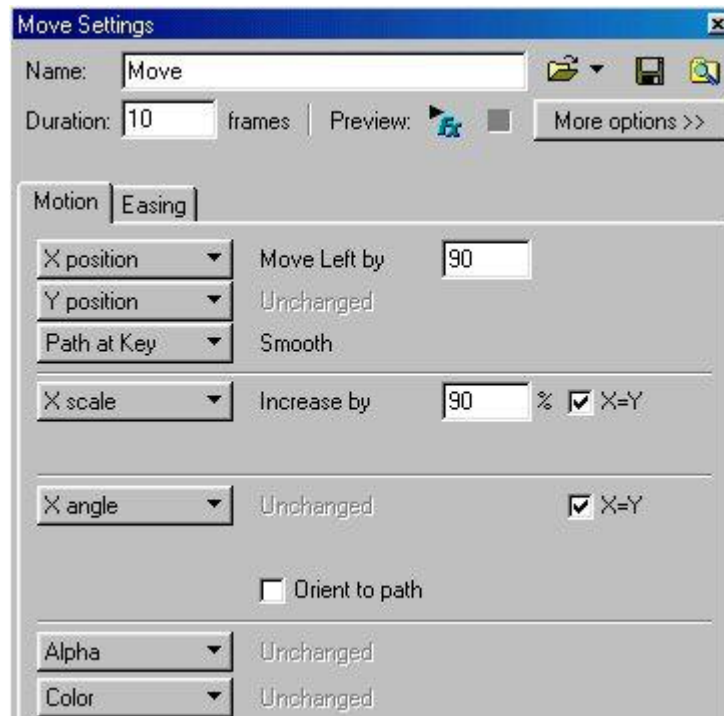 Move Settings
Name: Move
Duration: 10 frames Preview: Fx More options >>
Motion Easing
X position Move Left by 90
Y position Unchanged
Path at Key Smooth
X scale Increase by 90 % X=Y
X angle Unchanged X=Y
Orient to path
Alpha Unchanged
Color Unchanged